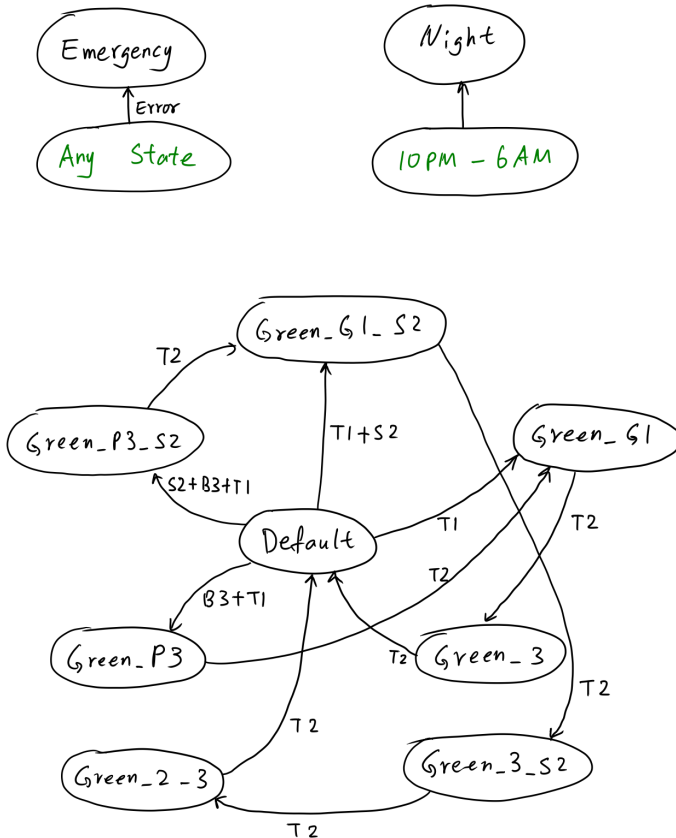 Emergency
Night
Error
Any State
10PM - 6AM
Green_G1_S2
T2
Green_P3_S2
T1+S2
Green_G1
S2+B3+T1
T1
T2
Default
T2
B3+T1
Green_P3
T2
Green_3
T2
T2
Green_2_3
Green_3_S2
T2